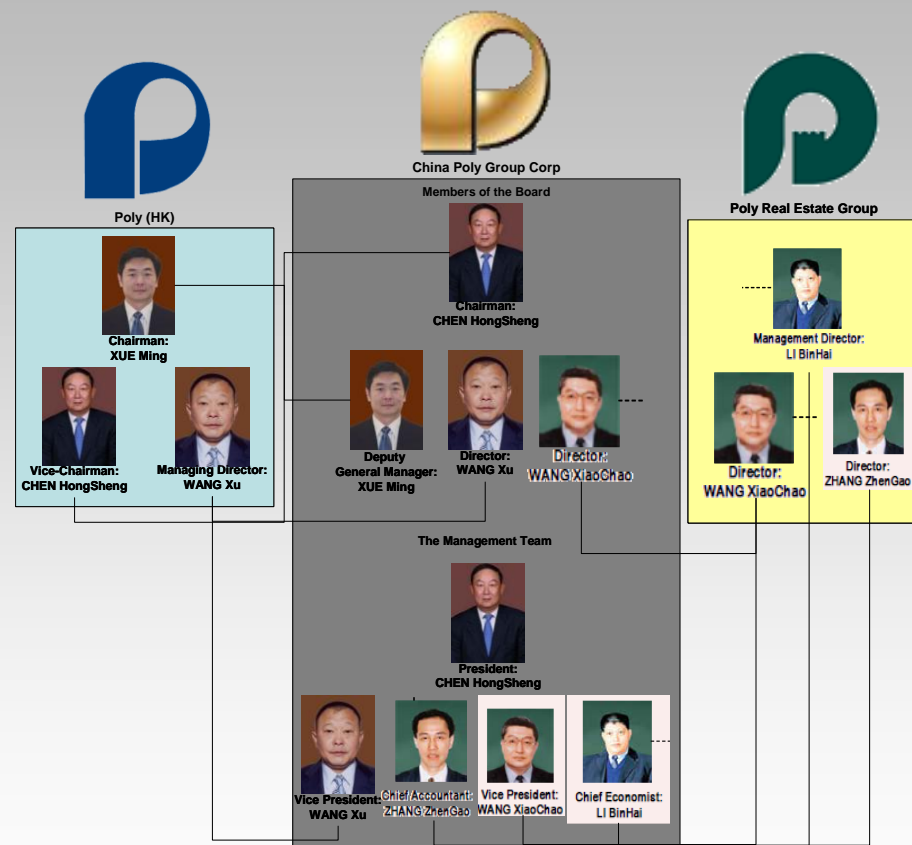 China Poly Group Corp
Members of the Board
Chairman:
CHEN HongSheng
Deputy
General Manager:
XUE Ming
Director:
WANG Xu
Director:
WANG XiaoChao
The Management Team
President:
CHEN HongSheng
Vice President:
WANG Xu
Chief Accountant:
ZHANG ZhenGao
Vice President:
WANG XiaoChao
Chief Economist:
LI BinHai
Poly (HK)
Chairman:
XUE Ming
Vice-Chairman:
CHEN HongSheng
Managing Director:
WANG Xu
Poly Real Estate Group
Management Director:
LI BinHai
Director:
WANG XiaoChao
Director:
ZHANG ZhenGao